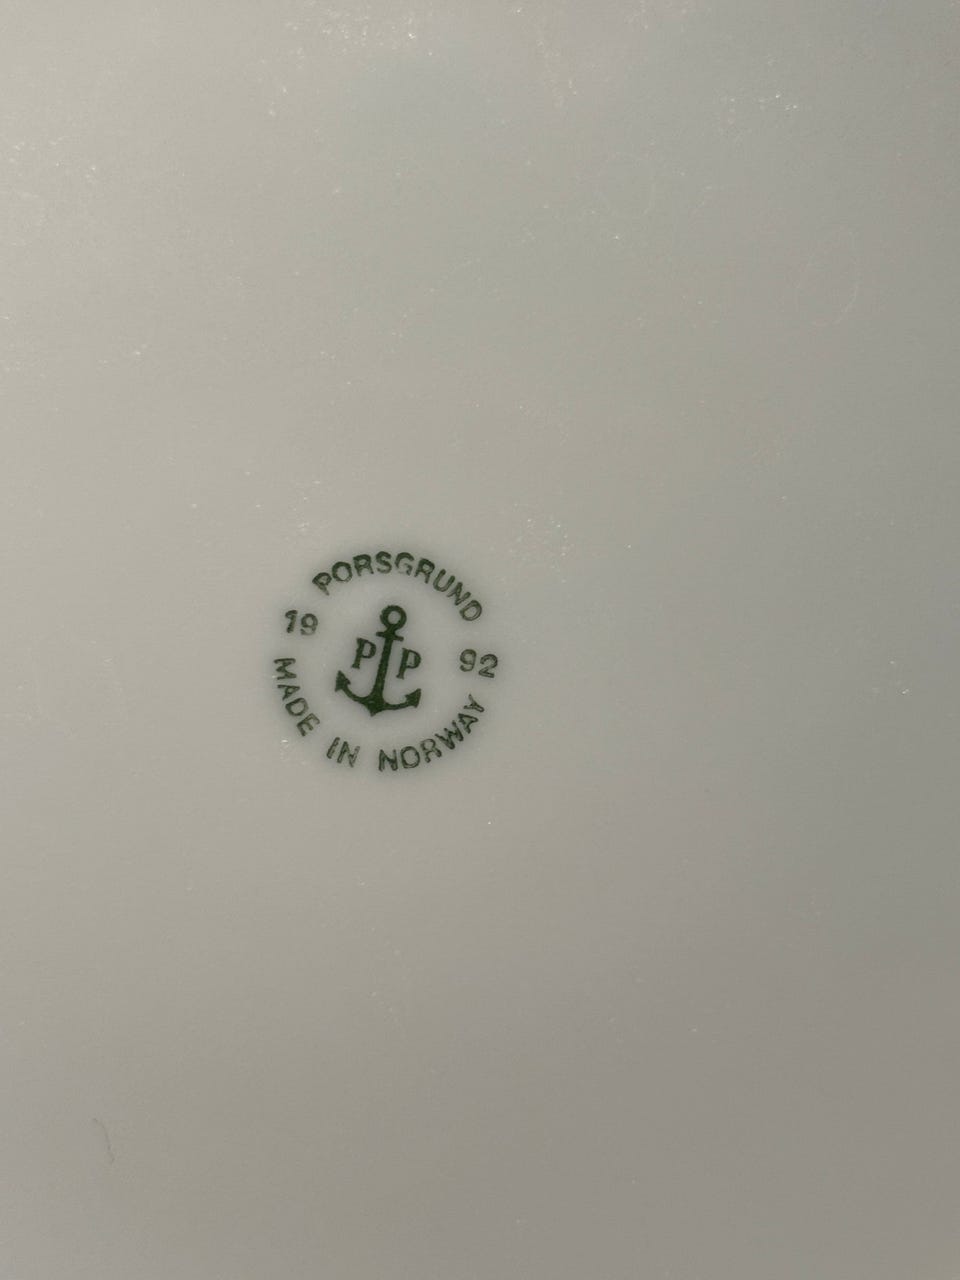 PORSGRUND
19 92
P P
MADE IN NORWAY